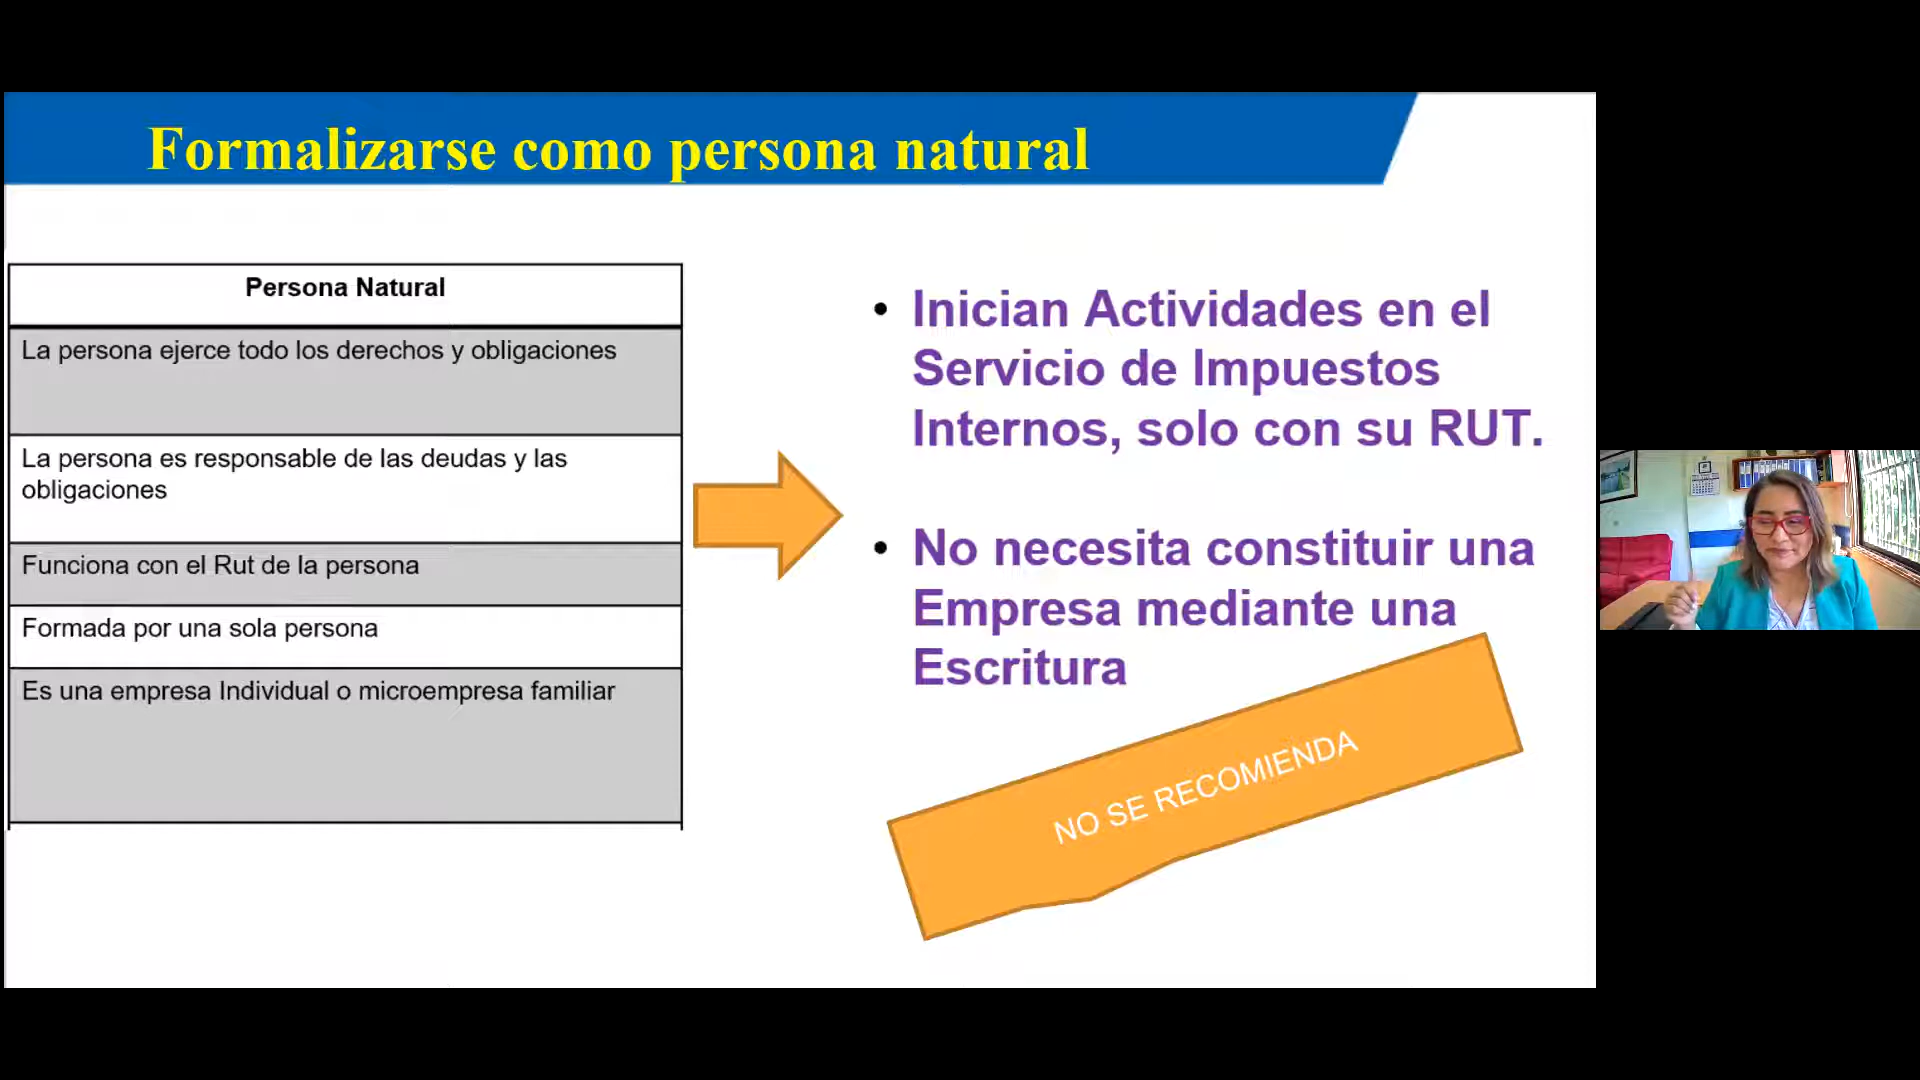 Formalizarse como persona natural
Persona Natural
La persona ejerce todo los derechos y obligaciones
La persona es responsable de las deudas y las
obligaciones
Funciona con el Rut de la persona
Formada por una sola persona
Es una empresa Individual o microempresa familiar
• Inician Actividades en el
Servicio de Impuestos
Internos, solo con su RUT.
• No necesita constituir una
Empresa mediante una
Escritura
NO SE RECOMIENDA